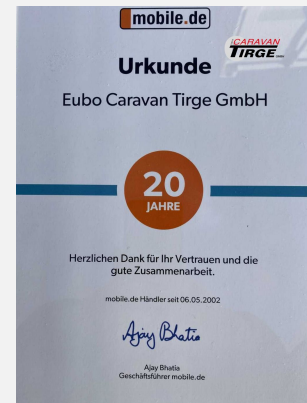 mobile.de
CARAVAN
TIRGE
Urkunde
Eubo Caravan Tirge GmbH
20
JAHRE
Herzlichen Dank für Ihr Vertrauen und die
gute Zusammenarbeit.
mobile.de Händler seit 06.05.2002
Ajay Bhatia
Ajay Bhatia
Geschäftsführer mobile.de